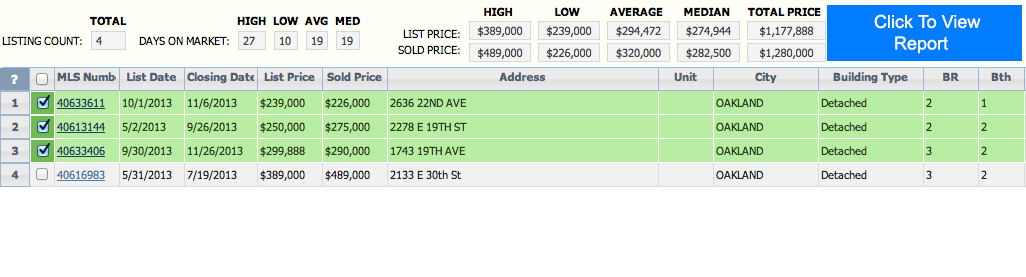 TOTAL HIGH LOW AVG MED HIGH LOW AVERAGE MEDIAN TOTAL PRICE
LISTING COUNT: 4 DAYS ON MARKET: 27 10 19 19
LIST PRICE: $389,000 $239,000 $294,472 $274,944 $1,177,888
SOLD PRICE: $489,000 $226,000 $320,000 $282,500 $1,280,000
Click To View
Report
? MLS Numb List Date Closing Date List Price Sold Price Address Unit City Building Type BR Bth
1 40633611 10/1/2013 11/6/2013 $239,000 $226,000 2636 22ND AVE OAKLAND Detached 2 1
2 40613144 5/2/2013 9/26/2013 $250,000 $275,000 2278 E 19TH ST OAKLAND Detached 2 2
3 40633406 9/30/2013 11/26/2013 $299,888 $290,000 1743 19TH AVE OAKLAND Detached 3 2
4 40616983 5/31/2013 7/19/2013 $389,000 $489,000 2133 E 30th St OAKLAND Detached 3 2